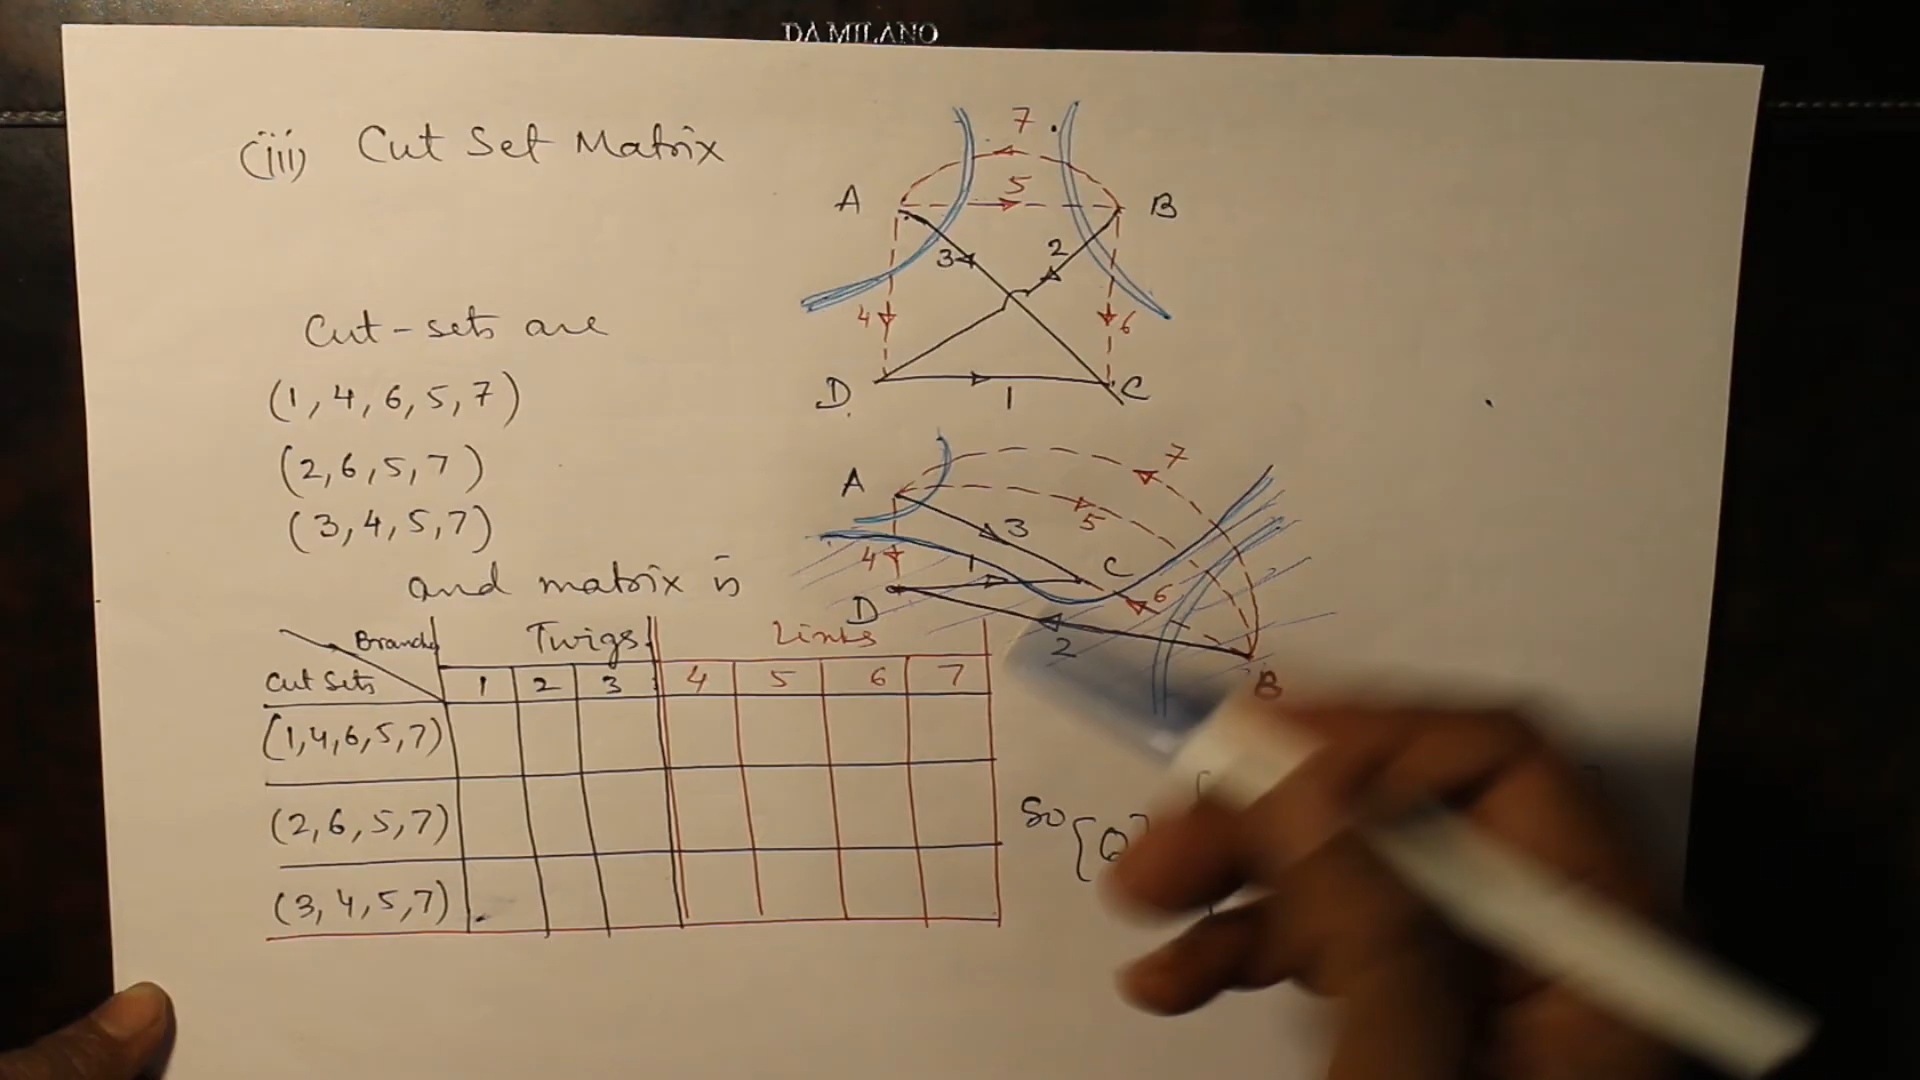 DA MILANO
(iii) Cut Set Matrix
7
5
A
B
3
2
4
6
D
C
1
Cut-sets are
(1, 4, 6, 5, 7)
(2, 6, 5, 7)
(3, 4, 5, 7)
and matrix is
7
A
5
3
4
1
C
6
D
2
B
Branch Twigs Links
Cut Sets 1 2 3 4 5 6 7
(1,4,6,5,7)
(2,6,5,7)
(3,4,5,7)
So [Q]